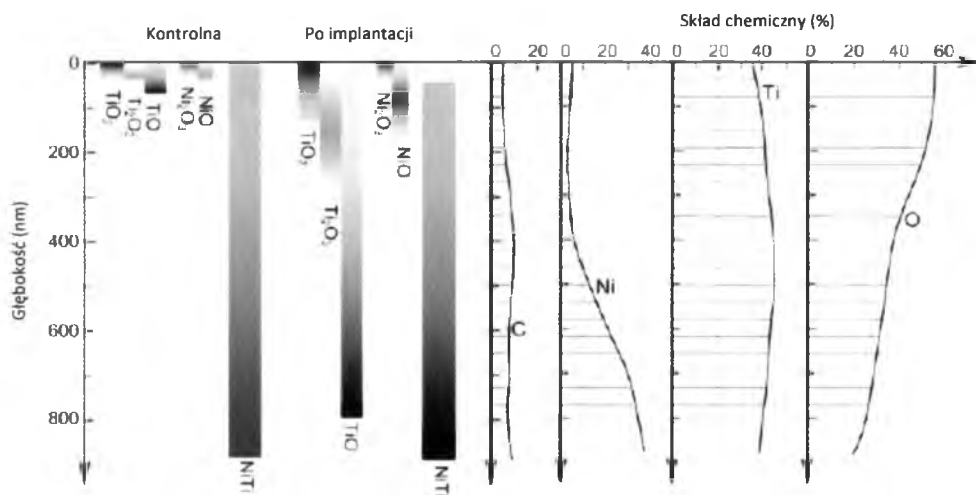 Skład chemiczny (%)
Kontrolna
Po implantacji
0 20 0 20 40 0 20 40 60 0 20 40 60
Głębokość (nm)
0
200
400
600
800
TiO₂
Ti₂O₃
TiO
Ni₂O₃
NiO
NiTi
TiO₂
Ti₂O₃
TiO
Ni₂O₃
NiO
NiTi
C
Ni
Ti
O